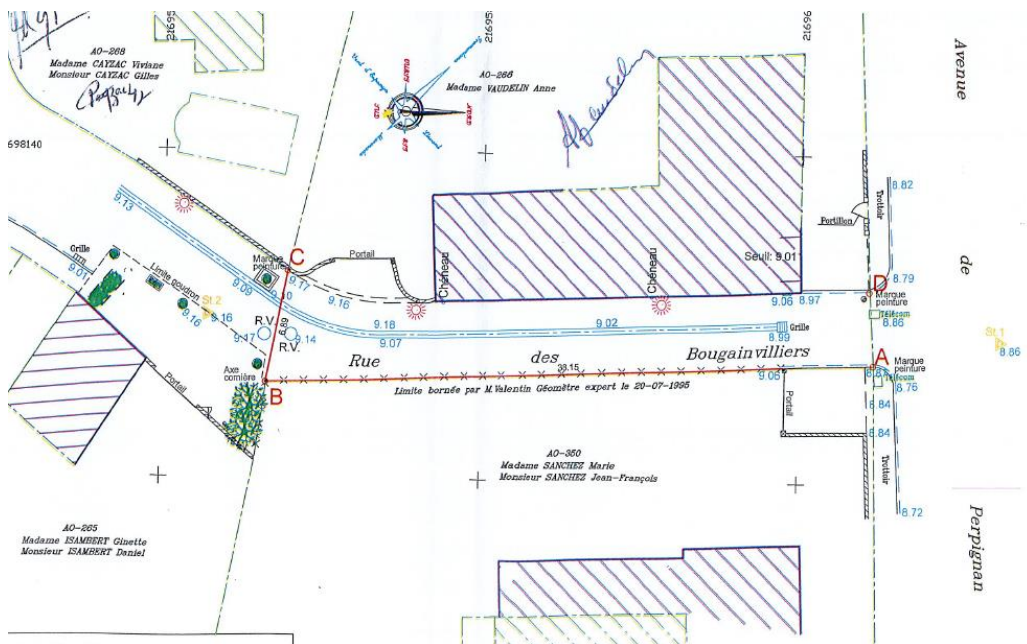 AO-268
Madame CAYZAC Viviane
Monsieur CAYZAC Gilles
698140
AO-266
Madame VAUDELIN Anne
Avenue
de
Perpignan
8.82
Trottoir
Portillon
8.79
Seuil: 9.01
D
Marque
peinture
Télécom
8.86
St.1
8.86
9.13
Grille
9.01
Limite goudron
St.2
9.16
9.16
9.17
9.09
Marque
peinture
C
9.17
9.10
9.16
Portail
Chéneau
Chéneau
9.06
8.97
R.V.
6.89
9.14
R.V.
9.18
9.07
9.02
8.99
Grille
Rue des Bougainvilliers
38.15
9.06
A
Marque
peinture
8.76
Limite bornée par M.Valentin Géomètre expert le 20-07-1995
Axe
cornière
B
Portail
Portail
8.84
8.84
Trottoir
8.72
AO-350
Madame SANCHEZ Marie
Monsieur SANCHEZ Jean-François
AO-265
Madame ISAMBERT Ginette
Monsieur ISAMBERT Daniel